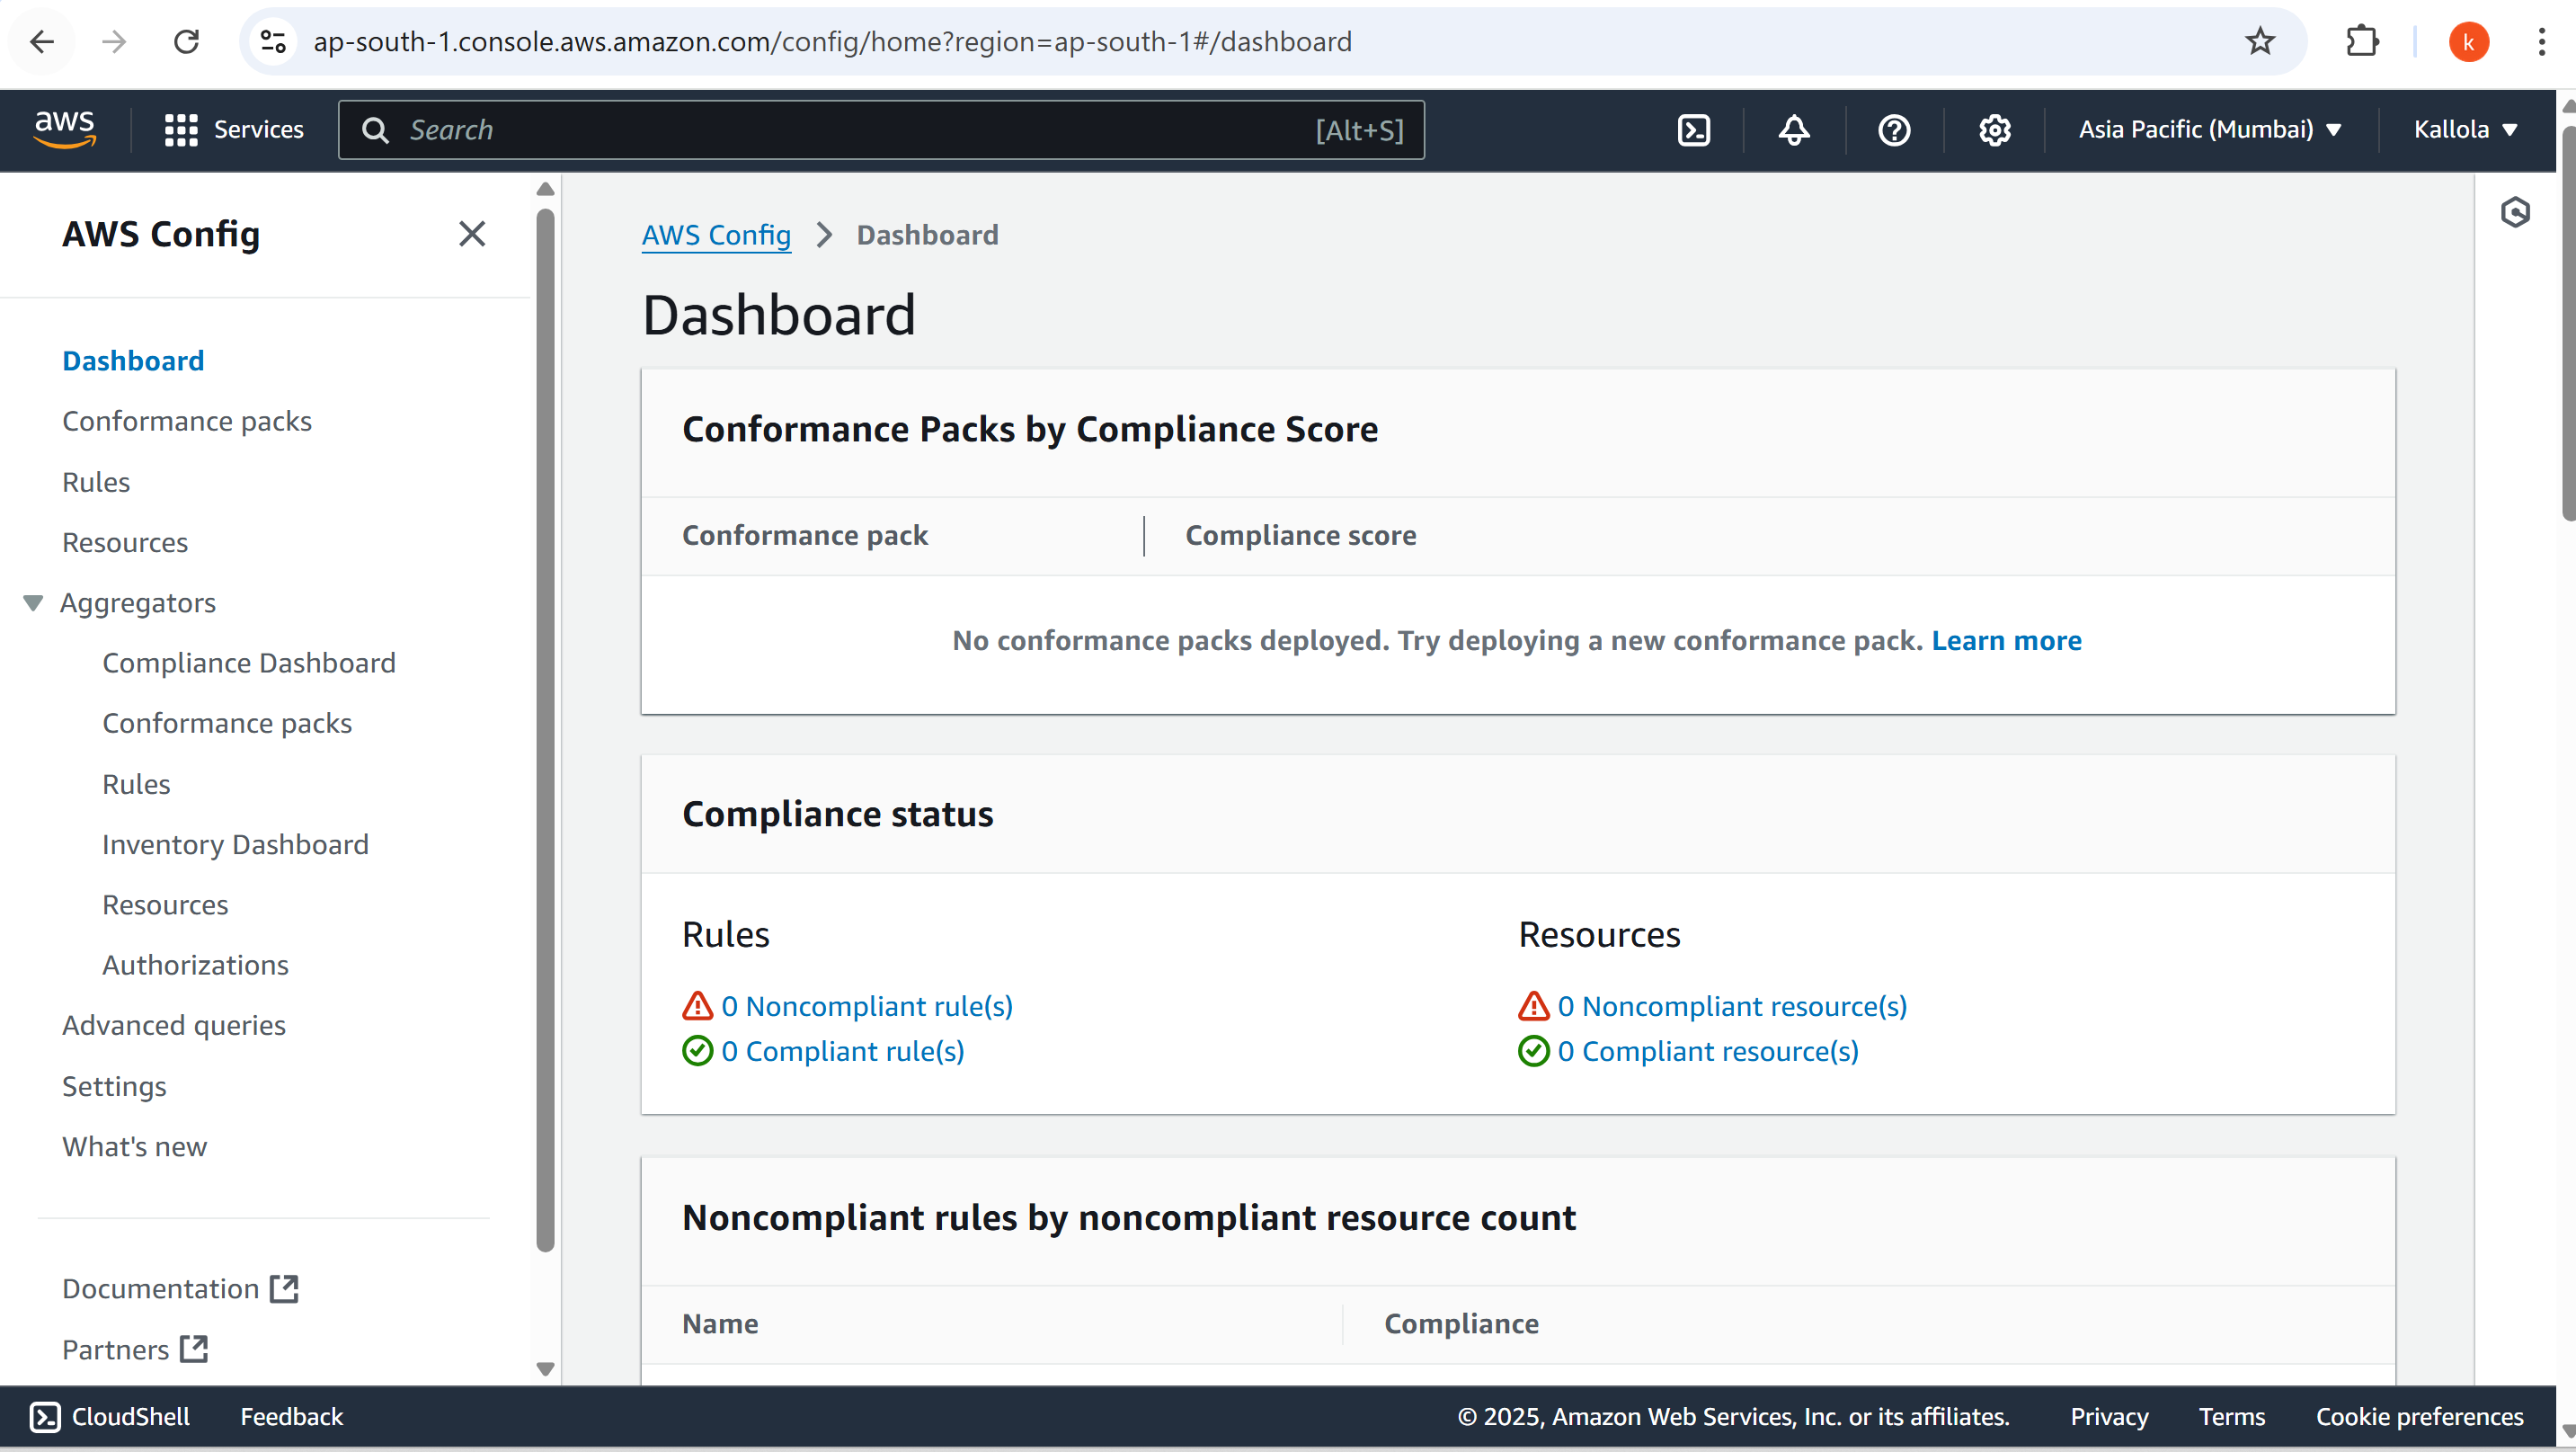 ap-south-1.console.aws.amazon.com/config/home?region=ap-south-1#/dashboard
k
aws
Services
Search
[Alt+S]
Asia Pacific (Mumbai)
Kallola
AWS Config
Dashboard
Conformance packs
Rules
Resources
Aggregators
Compliance Dashboard
Conformance packs
Rules
Inventory Dashboard
Resources
Authorizations
Advanced queries
Settings
What's new
Documentation
Partners
AWS Config > Dashboard
Dashboard
Conformance Packs by Compliance Score
Conformance pack
Compliance score
No conformance packs deployed. Try deploying a new conformance pack. Learn more
Compliance status
Rules
0 Noncompliant rule(s)
0 Compliant rule(s)
Resources
0 Noncompliant resource(s)
0 Compliant resource(s)
Noncompliant rules by noncompliant resource count
Name
Compliance
CloudShell
Feedback
© 2025, Amazon Web Services, Inc. or its affiliates.
Privacy
Terms
Cookie preferences